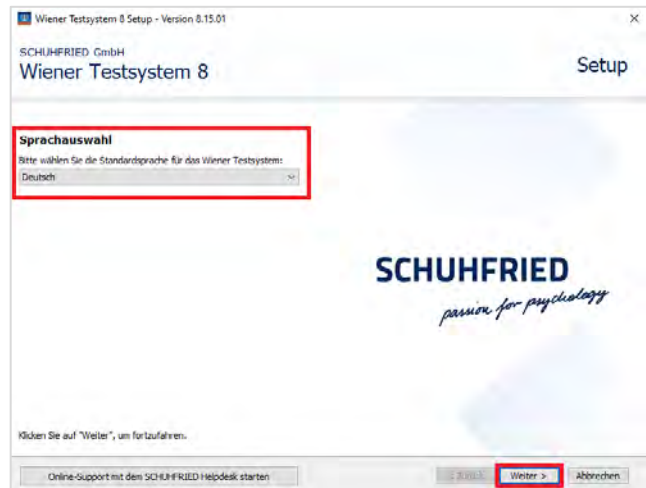 Wiener Testsystem 8 Setup - Version 8.15.01
SCHUHFRIED GmbH
Wiener Testsystem 8
Setup
Sprachauswahl
Bitte wählen Sie die Standardsprache für das Wiener Testsystem:
Deutsch
SCHUHFRIED
passion for psychology
Klicken Sie auf "Weiter", um fortzufahren.
Online-Support mit dem SCHUHFRIED Helpdesk starten
< Zurück
Weiter >
Abbrechen